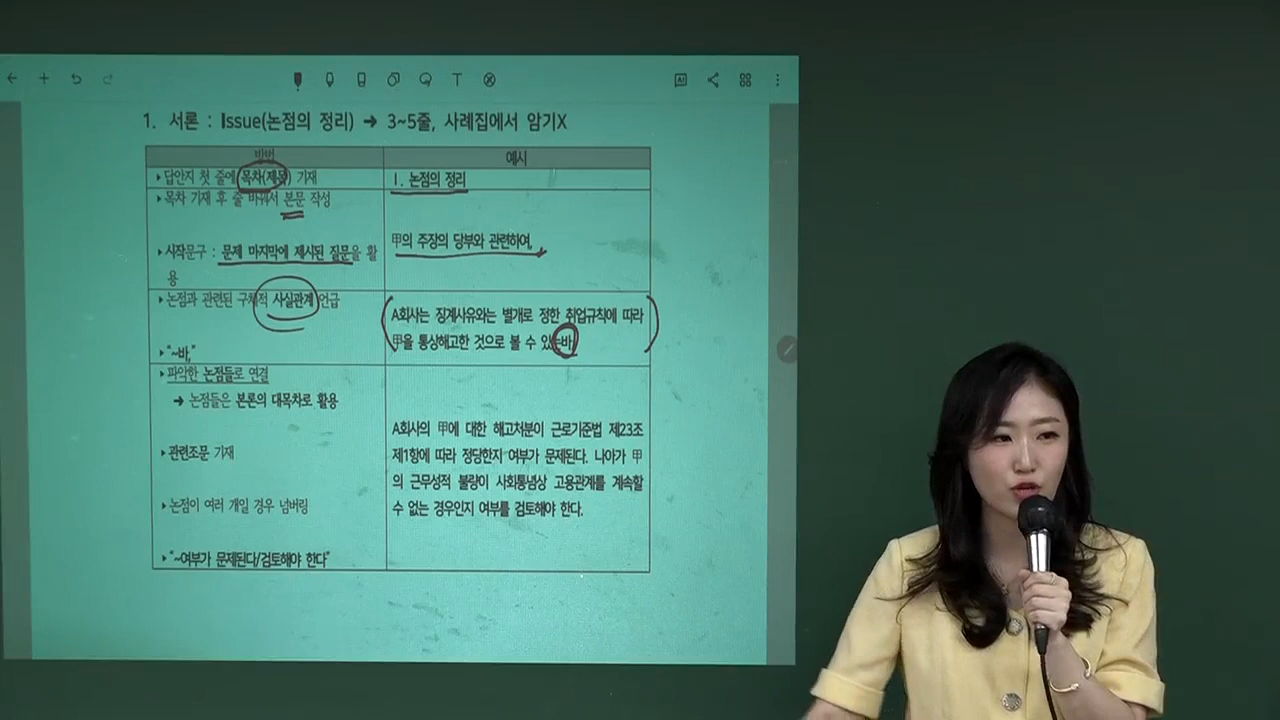 1. 서론 : Issue(논점의 정리) → 3~5줄, 사례집에서 암기X
방법
예시
▸답안지 첫 줄에 목차(제목) 기재
Ⅰ. 논점의 정리
▸목차 기재 후 줄 바꿔서 본문 작성
▸시작문구 : 문제 마지막에 제시된 질문을 활
용
甲의 주장의 당부와 관련하여,
▸논점과 관련된 구체적 사실관계 언급
▸"~바,"
A회사는 징계사유와는 별개로 정한 취업규칙에 따라
甲을 통상해고한 것으로 볼 수 있는바
▸파악한 논점들로 연결
→ 논점들은 본론의 대목차로 활용
▸관련조문 기재
▸논점이 여러 개일 경우 넘버링
▸"~여부가 문제된다/검토해야 한다"
A회사의 甲에 대한 해고처분이 근로기준법 제23조
제1항에 따라 정당한지 여부가 문제된다. 나아가 甲
의 근무성적 불량이 사회통념상 고용관계를 계속할
수 없는 경우인지 여부를 검토해야 한다.